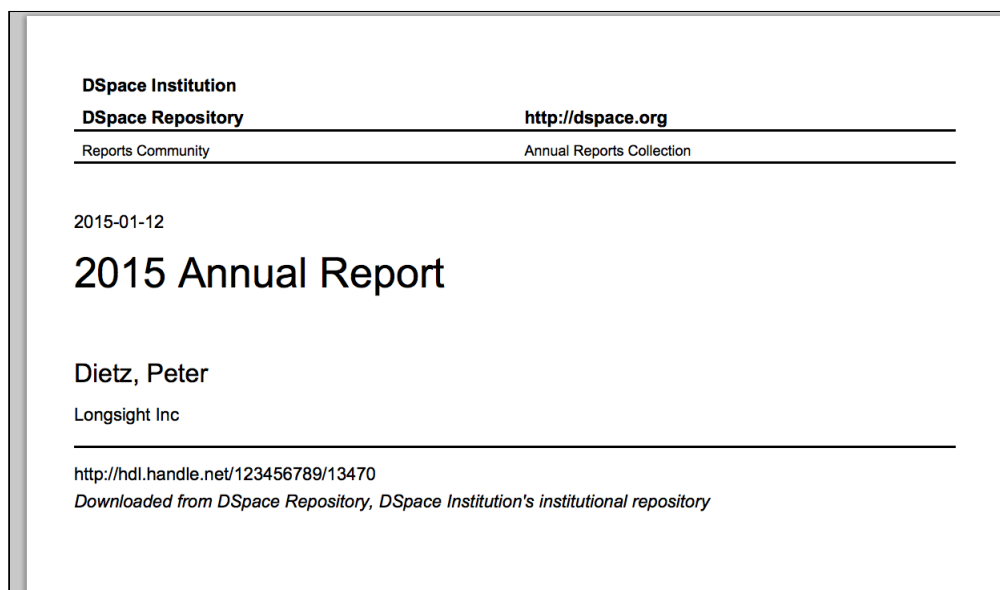 DSpace Institution
DSpace Repository http://dspace.org
Reports Community Annual Reports Collection
2015-01-12
2015 Annual Report
Dietz, Peter
Longsight Inc
http://hdl.handle.net/123456789/13470
Downloaded from DSpace Repository, DSpace Institution's institutional repository